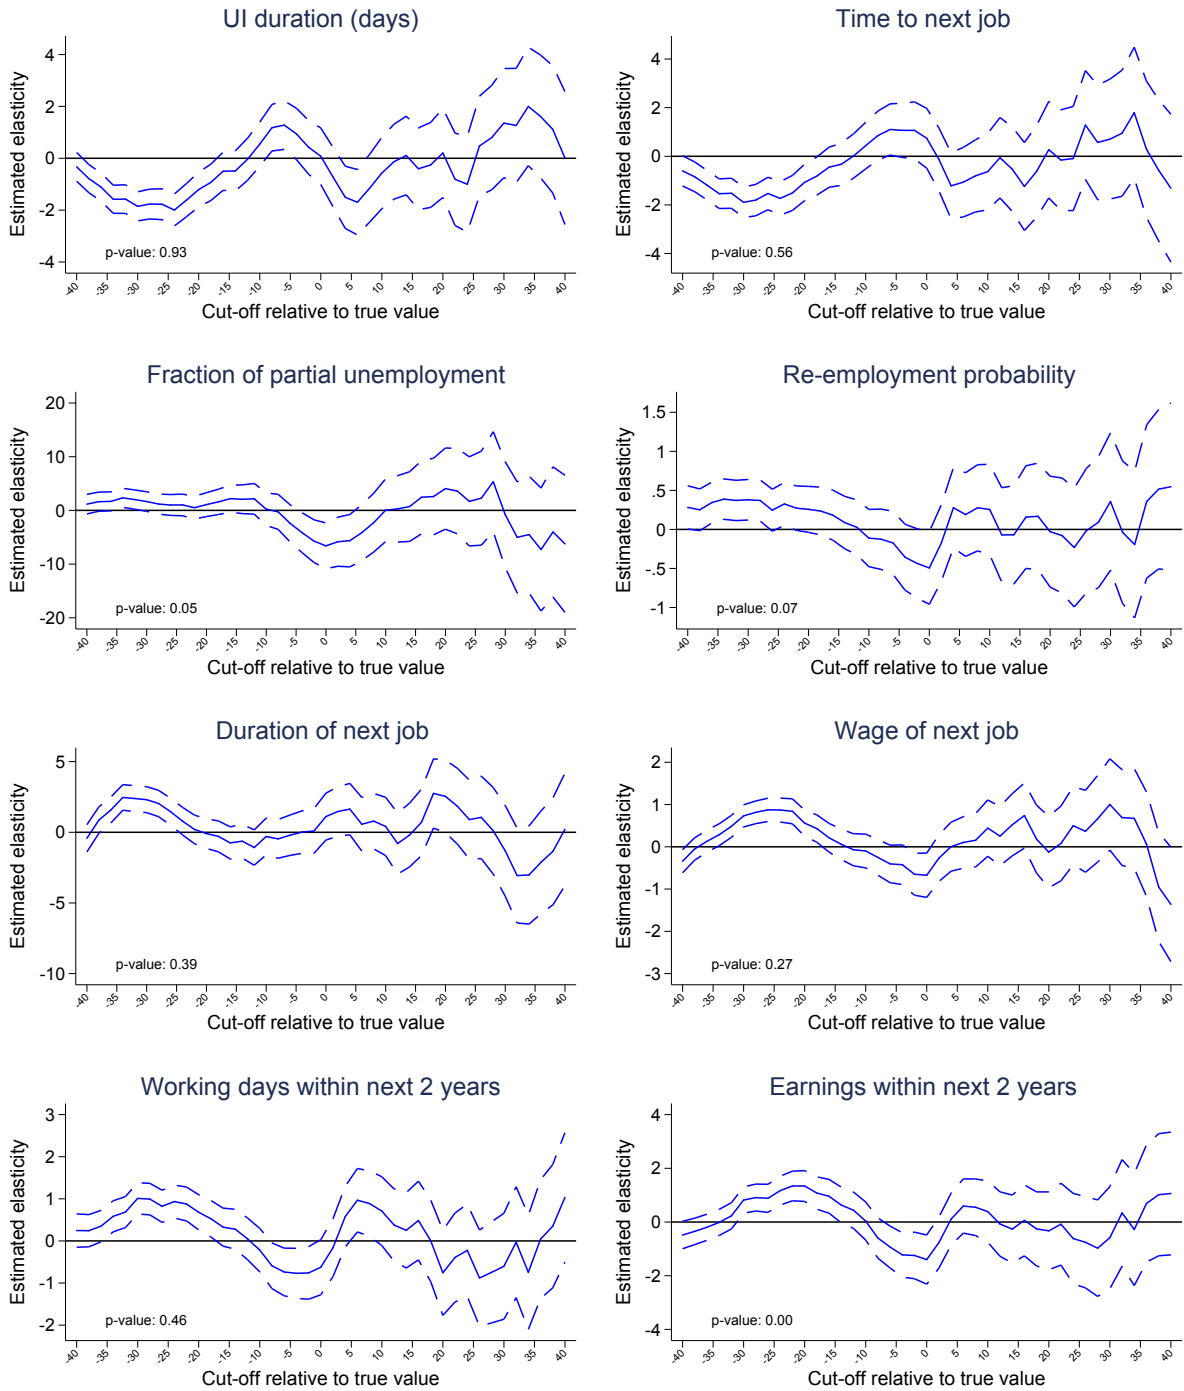 UI duration (days)
Estimated elasticity
4
2
0
-2
-4
p-value: 0.93
-40 -35 -30 -25 -20 -15 -10 -5 0 5 10 15 20 25 30 35 40
Cut-off relative to true value
Time to next job
Estimated elasticity
4
2
0
-2
-4
p-value: 0.56
-40 -35 -30 -25 -20 -15 -10 -5 0 5 10 15 20 25 30 35 40
Cut-off relative to true value
Fraction of partial unemployment
Estimated elasticity
20
10
0
-10
-20
p-value: 0.05
-40 -35 -30 -25 -20 -15 -10 -5 0 5 10 15 20 25 30 35 40
Cut-off relative to true value
Re-employment probability
Estimated elasticity
1.5
1
.5
0
-.5
-1
p-value: 0.07
-40 -35 -30 -25 -20 -15 -10 -5 0 5 10 15 20 25 30 35 40
Cut-off relative to true value
Duration of next job
Estimated elasticity
5
0
-5
-10
p-value: 0.39
-40 -35 -30 -25 -20 -15 -10 -5 0 5 10 15 20 25 30 35 40
Cut-off relative to true value
Wage of next job
Estimated elasticity
2
1
0
-1
-2
-3
p-value: 0.27
-40 -35 -30 -25 -20 -15 -10 -5 0 5 10 15 20 25 30 35 40
Cut-off relative to true value
Working days within next 2 years
Estimated elasticity
3
2
1
0
-1
-2
p-value: 0.46
-40 -35 -30 -25 -20 -15 -10 -5 0 5 10 15 20 25 30 35 40
Cut-off relative to true value
Earnings within next 2 years
Estimated elasticity
4
2
0
-2
-4
p-value: 0.00
-40 -35 -30 -25 -20 -15 -10 -5 0 5 10 15 20 25 30 35 40
Cut-off relative to true value